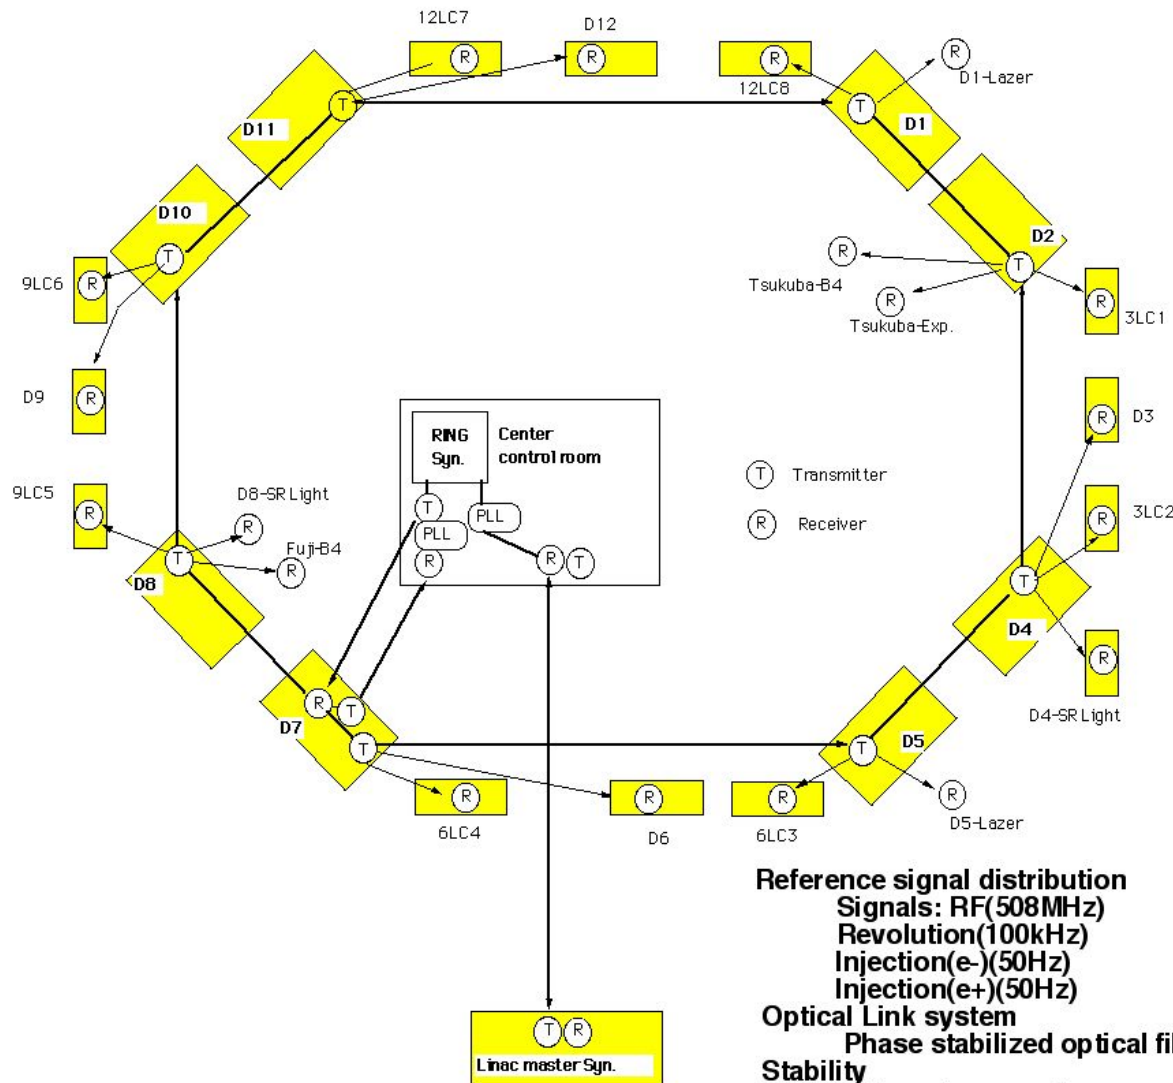 12LC7
D12
R
R
R
R
D1-Lazer
12LC8
T
T
D11
D1
D10
D2
R
Tsukuba-B4
T
T
9LC6
R
R
Tsukuba-Exp.
R
3LC1
D9
R
RING
Syn.
Center
control room
R
D3
T
Transmitter
9LC5
R
D8-SR Light
T
PLL
PLL
R
3LC2
R
Receiver
R
Fuji-B4
T
R
R
R
T
D8
T
D4
R
D4-SR Light
R
T
D7
T
T
D5
R
6LC4
R
D6
R
6LC3
R
D5-Lazer
Reference signal distribution
Signals: RF(508MHz)
Revolution(100kHz)
Injection(e-)(50Hz)
Injection(e+)(50Hz)
Optical Link system
Phase stabilized optical
Stability
T
R
Linac master Syn.